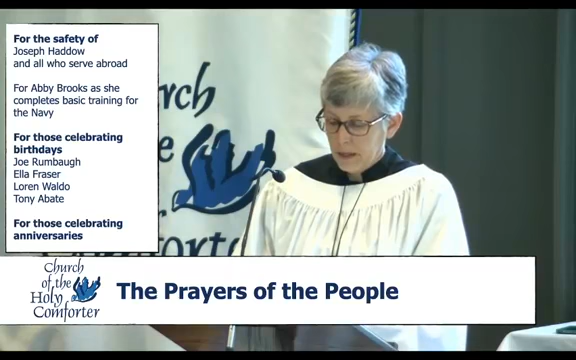 For the safety of
Joseph Haddow
and all who serve abroad
For Abby Brooks as she
completes basic training for
the Navy
For those celebrating
birthdays
Joe Rumbaugh
Ella Fraser
Loren Waldo
Tony Abate
For those celebrating
anniversaries
Church
of the
Holy
Comforter
The Prayers of the People